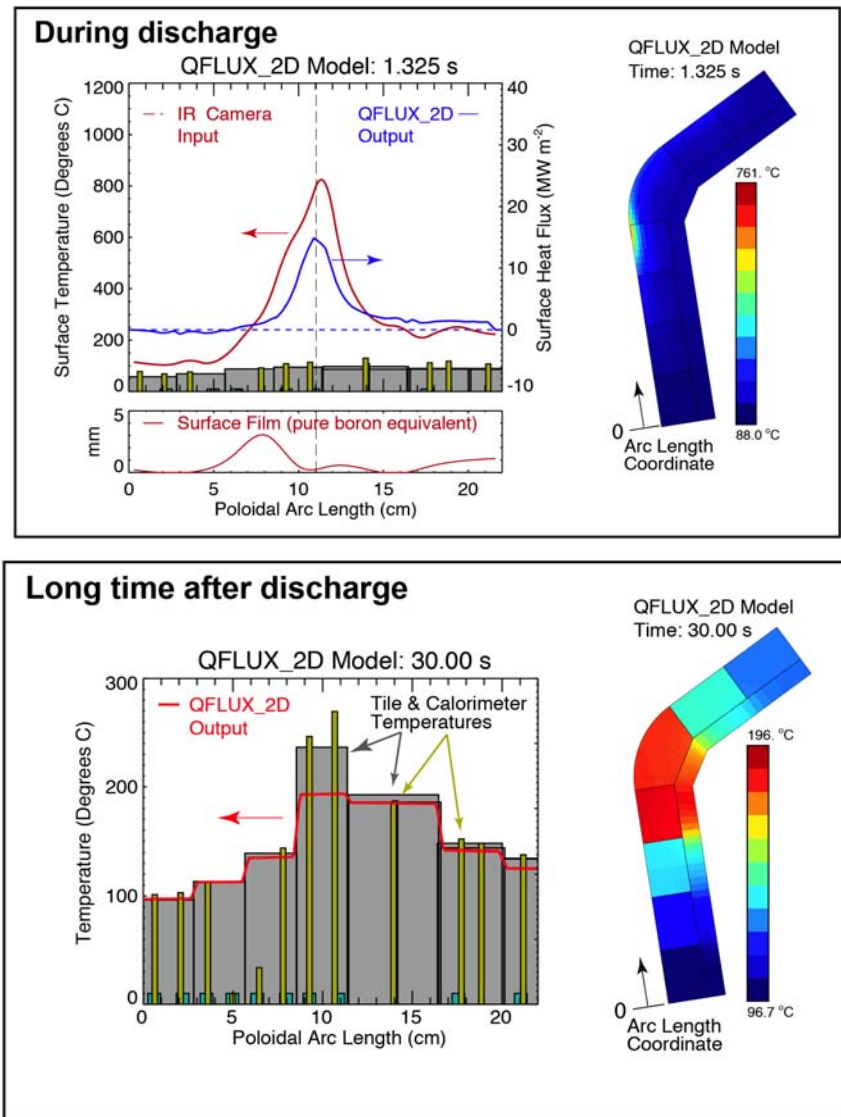 During discharge
QFLUX_2D Model: 1.325 s
1200
1000
800
600
400
200
0
Surface Temperature (Degrees C)
IR Camera
Input
QFLUX_2D
Output
40
30
20
10
0
-10
Surface Heat Flux (MW m-2)
5
0
mm
Surface Film (pure boron equivalent)
0
5
10
15
20
Poloidal Arc Length (cm)
QFLUX_2D Model
Time: 1.325 s
761. °C
88.0 °C
0
Arc Length
Coordinate
Long time after discharge
QFLUX_2D Model: 30.00 s
300
200
100
0
Temperature (Degrees C)
QFLUX_2D
Output
Tile & Calorimeter
Temperatures
0
5
10
15
20
Poloidal Arc Length (cm)
QFLUX_2D Model
Time: 30.00 s
196. °C
96.7 °C
0
Arc Length
Coordinate